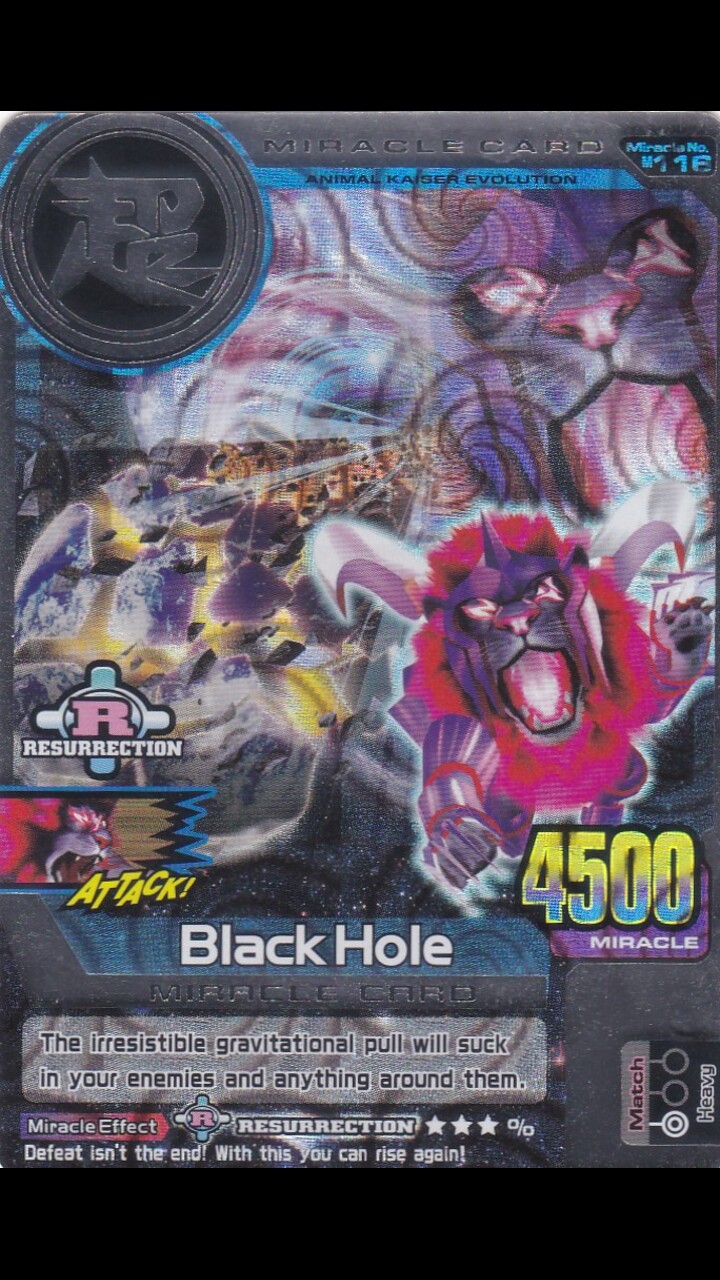 超
MIRACLE CARD
Miracle No.
M116
ANIMAL KAISER EVOLUTION
R
RESURRECTION
ATTACK!
4500
MIRACLE
Black Hole
MIRACLE CARD
The irresistible gravitational pull will suck
in your enemies and anything around them.
Match
Heavy
Miracle Effect R RESURRECTION ★★★%
Defeat isn't the end! With this you can rise again!